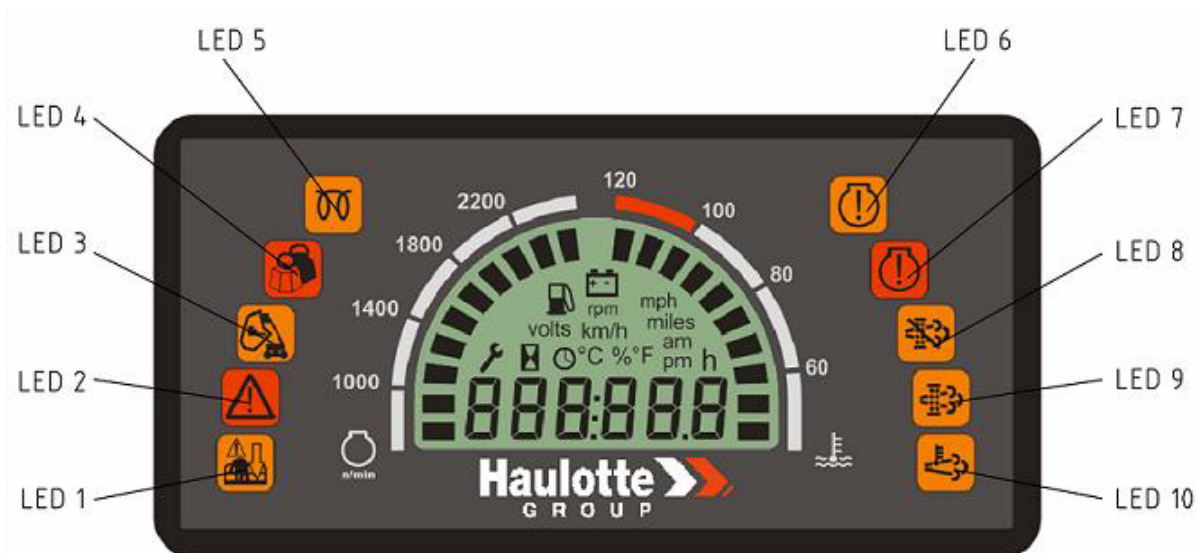 LED 5
LED 6
LED 4
LED 7
LED 3
LED 8
LED 2
LED 9
LED 1
LED 10
2200
120
1800
100
1400
80
1000
60
n/min
volts
rpm
km/h
mph
miles
°C %°F
am
pm
h
888:88.8
Haulotte
GROUP